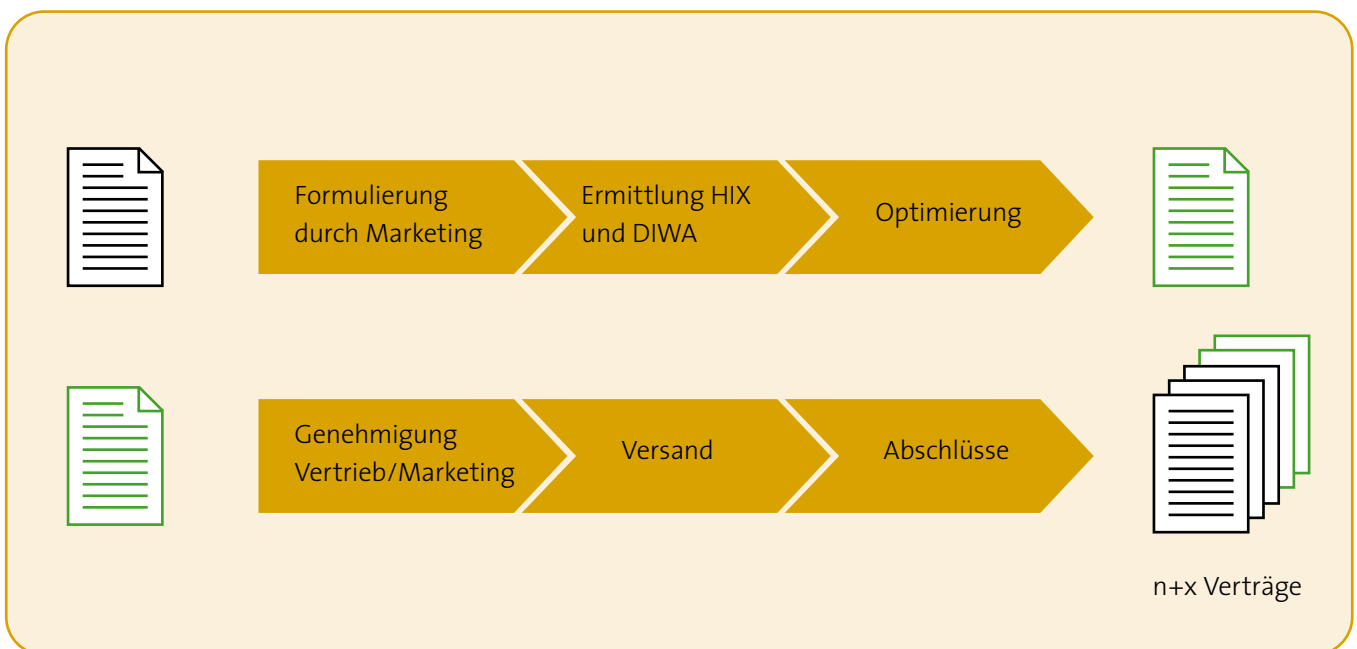 Formulierung
durch Marketing
Ermittlung HIX
und DIWA
Optimierung
Genehmigung
Vertrieb/Marketing
Versand
Abschlüsse
n+x Verträge